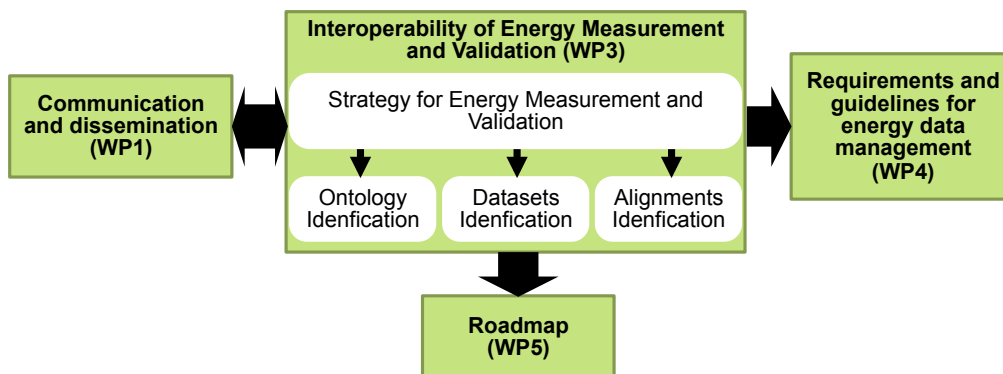 Interoperability of Energy Measurement
and Validation (WP3)
Communication
and dissemination
(WP1)
Strategy for Energy Measurement and
Validation
Ontology
Idenfication
Datasets
Idenfication
Alignments
Idenfication
Requirements and
guidelines for
energy data
management
(WP4)
Roadmap
(WP5)